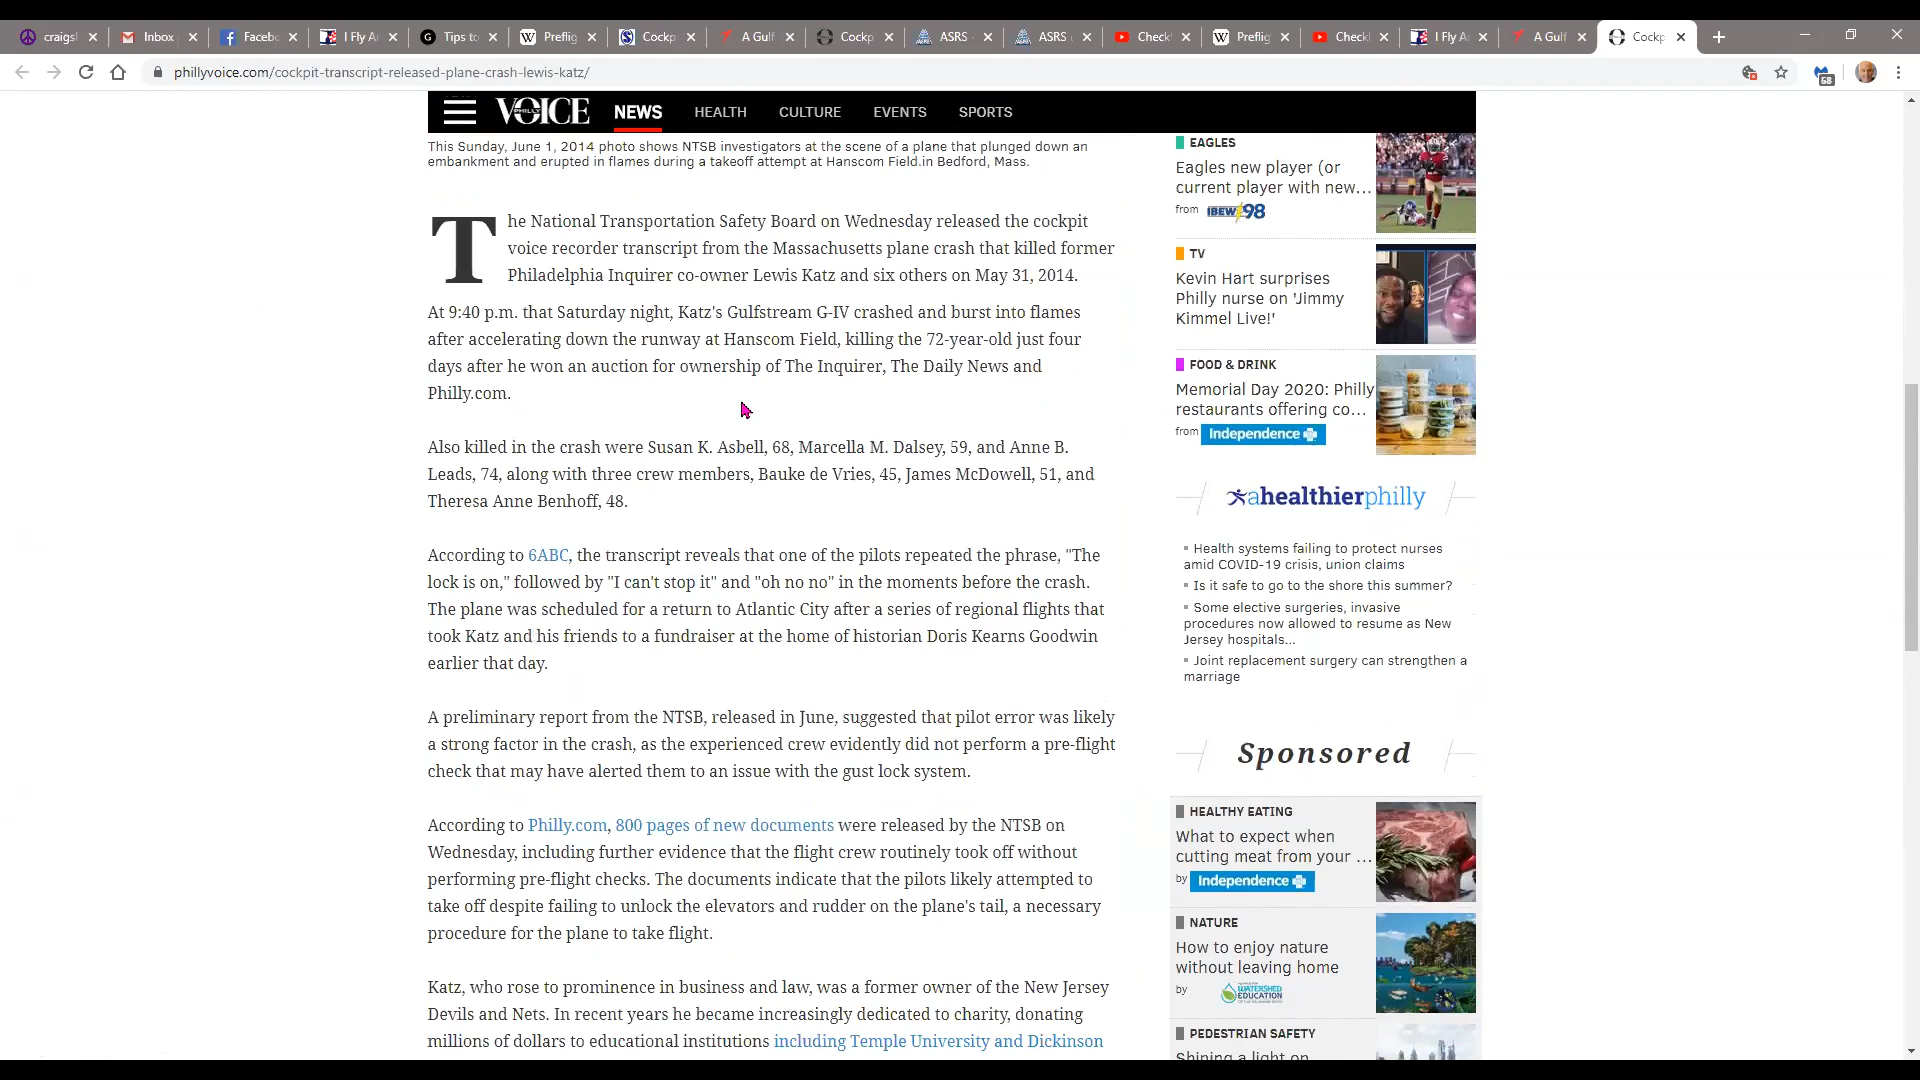 craigsl
Inbox
Facebo
I Fly A
Tips to
Preflig
Cockp
A Gulf
Cockp
ASRS
ASRS
Check
Preflig
Check
I Fly A
A Gulf
Cockp
phillyvoice.com/cockpit-transcript-released-plane-crash-lewis-katz/
68
PHILLY VOICE
NEWS
HEALTH
CULTURE
EVENTS
SPORTS
This Sunday, June 1, 2014 photo shows NTSB investigators at the scene of a plane that plunged down an
embankment and erupted in flames during a takeoff attempt at Hanscom Field.in Bedford, Mass.
The National Transportation Safety Board on Wednesday released the cockpit
voice recorder transcript from the Massachusetts plane crash that killed former
Philadelphia Inquirer co-owner Lewis Katz and six others on May 31, 2014.
At 9:40 p.m. that Saturday night, Katz's Gulfstream G-IV crashed and burst into flames
after accelerating down the runway at Hanscom Field, killing the 72-year-old just four
days after he won an auction for ownership of The Inquirer, The Daily News and
Philly.com.
Also killed in the crash were Susan K. Asbell, 68, Marcella M. Dalsey, 59, and Anne B.
Leads, 74, along with three crew members, Bauke de Vries, 45, James McDowell, 51, and
Theresa Anne Benhoff, 48.
According to 6ABC, the transcript reveals that one of the pilots repeated the phrase, "The
lock is on," followed by "I can't stop it" and "oh no no" in the moments before the crash.
The plane was scheduled for a return to Atlantic City after a series of regional flights that
took Katz and his friends to a fundraiser at the home of historian Doris Kearns Goodwin
earlier that day.
A preliminary report from the NTSB, released in June, suggested that pilot error was likely
a strong factor in the crash, as the experienced crew evidently did not perform a pre-flight
check that may have alerted them to an issue with the gust lock system.
According to Philly.com, 800 pages of new documents were released by the NTSB on
Wednesday, including further evidence that the flight crew routinely took off without
performing pre-flight checks. The documents indicate that the pilots likely attempted to
take off despite failing to unlock the elevators and rudder on the plane's tail, a necessary
procedure for the plane to take flight.
Katz, who rose to prominence in business and law, was a former owner of the New Jersey
Devils and Nets. In recent years he became increasingly dedicated to charity, donating
millions of dollars to educational institutions including Temple University and Dickinson
EAGLES
Eagles new player (or
current player with new...
from IBEW 98
TV
Kevin Hart surprises
Philly nurse on 'Jimmy
Kimmel Live!'
FOOD & DRINK
Memorial Day 2020: Philly
restaurants offering co...
from Independence
ahealthierphilly
Health systems failing to protect nurses
amid COVID-19 crisis, union claims
Is it safe to go to the shore this summer?
Some elective surgeries, invasive
procedures now allowed to resume as New
Jersey hospitals...
Joint replacement surgery can strengthen a
marriage
Sponsored
HEALTHY EATING
What to expect when
cutting meat from your ...
by Independence
NATURE
How to enjoy nature
without leaving home
by WATERSHED
EDUCATION
PEDESTRIAN SAFETY
Shining a light on